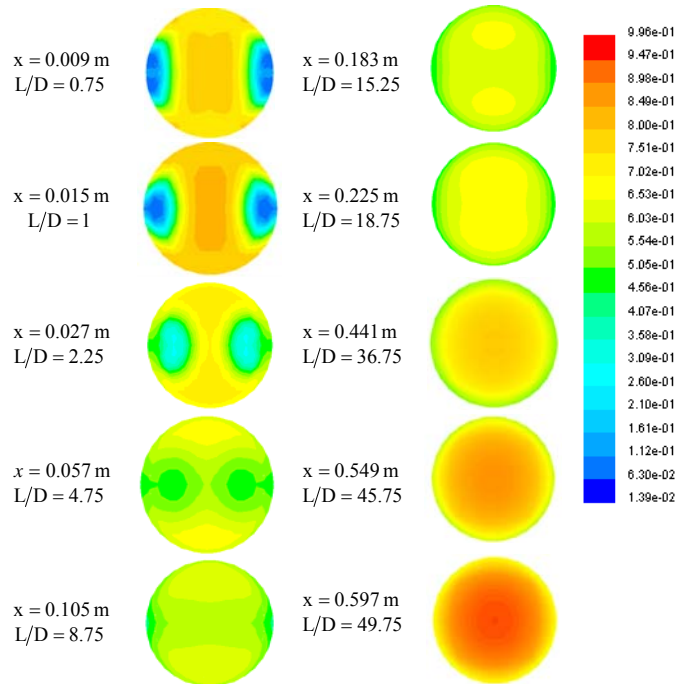 x = 0.009 m
L/D = 0.75
x = 0.015 m
L/D = 1
x = 0.027 m
L/D = 2.25
x = 0.057 m
L/D = 4.75
x = 0.105 m
L/D = 8.75
x = 0.183 m
L/D = 15.25
x = 0.225 m
L/D = 18.75
x = 0.441 m
L/D = 36.75
x = 0.549 m
L/D = 45.75
x = 0.597 m
L/D = 49.75
9.96e-01
9.47e-01
8.98e-01
8.49e-01
8.00e-01
7.51e-01
7.02e-01
6.53e-01
6.03e-01
5.54e-01
5.05e-01
4.56e-01
4.07e-01
3.58e-01
3.09e-01
2.60e-01
2.10e-01
1.61e-01
1.12e-01
6.30e-02
1.39e-02